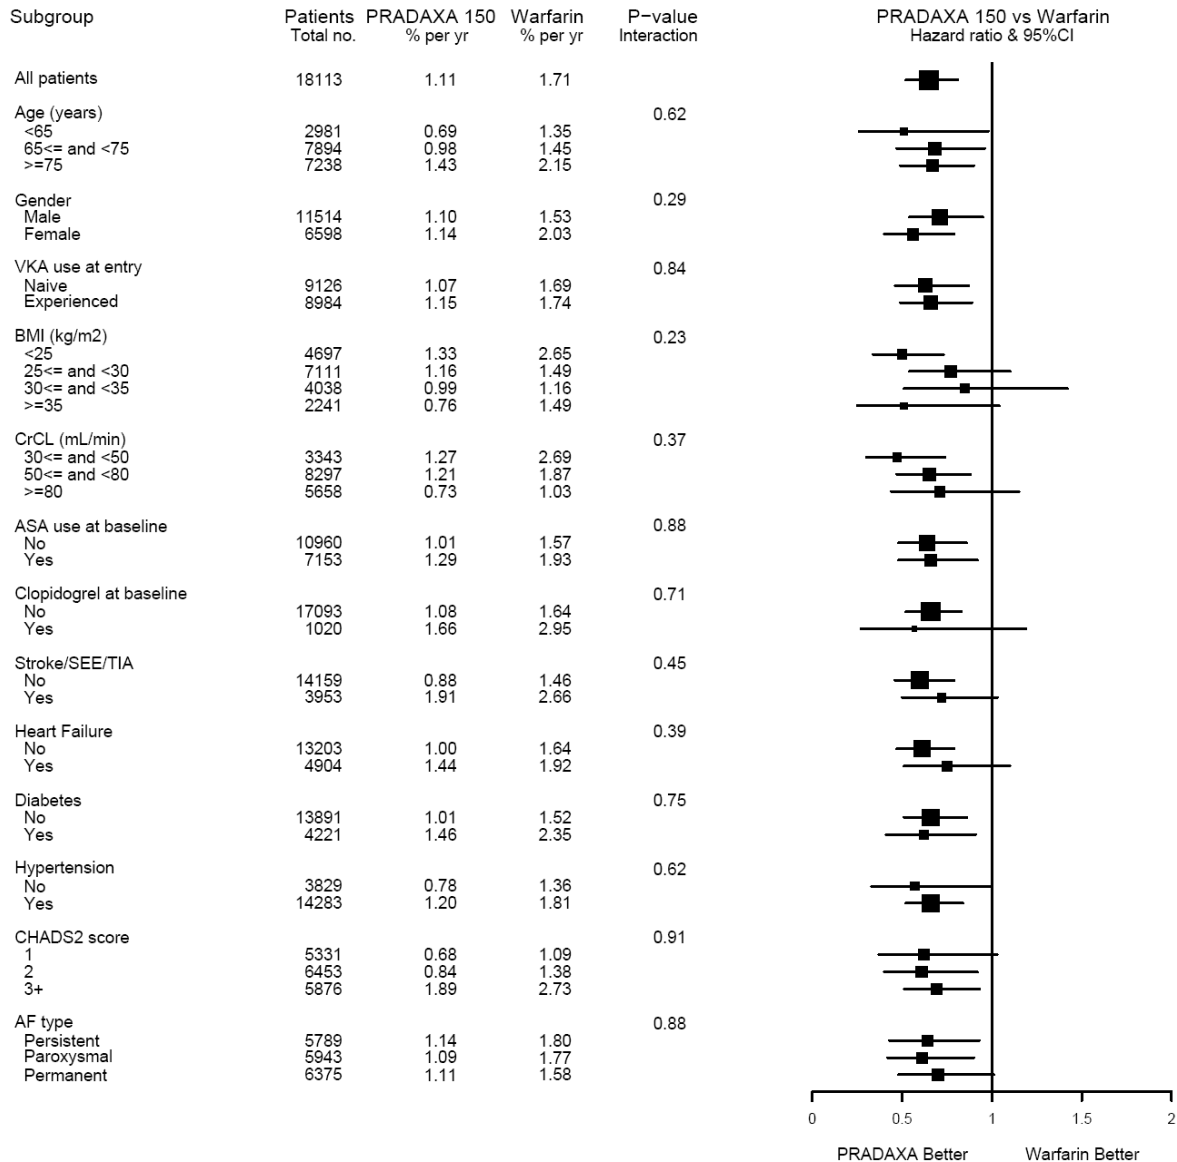 Subgroup Patients PRADAXA 150 Warfarin P−value PRADAXA 150 vs Warfarin
Total no. % per yr % per yr Interaction Hazard ratio & 95%CI
All patients 18113 1.11 1.71
Age (years) 0.62
<65 2981 0.69 1.35
65<= and <75 7894 0.98 1.45
>=75 7238 1.43 2.15
Gender 0.29
Male 11514 1.10 1.53
Female 6598 1.14 2.03
VKA use at entry 0.84
Naive 9126 1.07 1.69
Experienced 8984 1.15 1.74
BMI (kg/m2) 0.23
<25 4697 1.33 2.65
25<= and <30 7111 1.16 1.49
30<= and <35 4038 0.99 1.16
>=35 2241 0.76 1.49
CrCL (mL/min) 0.37
30<= and <50 3343 1.27 2.69
50<= and <80 8297 1.21 1.87
>=80 5658 0.73 1.03
ASA use at baseline 0.88
No 10960 1.01 1.57
Yes 7153 1.29 1.93
Clopidogrel at baseline 0.71
No 17093 1.08 1.64
Yes 1020 1.66 2.95
Stroke/SEE/TIA 0.45
No 14159 0.88 1.46
Yes 3953 1.91 2.66
Heart Failure 0.39
No 13203 1.00 1.64
Yes 4904 1.44 1.92
Diabetes 0.75
No 13891 1.01 1.52
Yes 4221 1.46 2.35
Hypertension 0.62
No 3829 0.78 1.36
Yes 14283 1.20 1.81
CHADS2 score 0.91
1 5331 0.68 1.09
2 6453 0.84 1.38
3+ 5876 1.89 2.73
AF type 0.88
Persistent 5789 1.14 1.80
Paroxysmal 5943 1.09 1.77
Permanent 6375 1.11 1.58
0 0.5 1 1.5 2
PRADAXA Better Warfarin Better